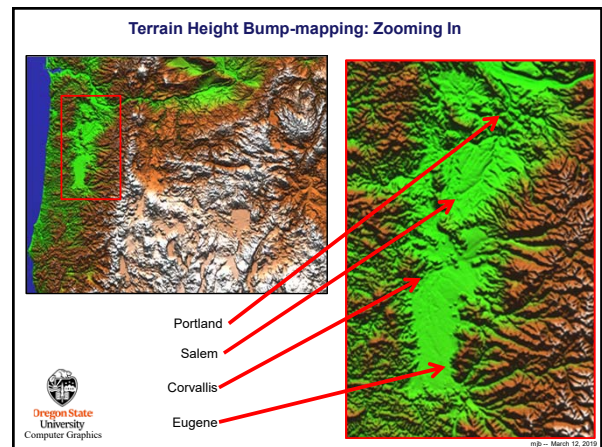 Terrain Height Bump-mapping: Zooming In
Portland
Salem
Corvallis
Eugene
Oregon State
University
Computer Graphics
mjb -- March 12, 2019